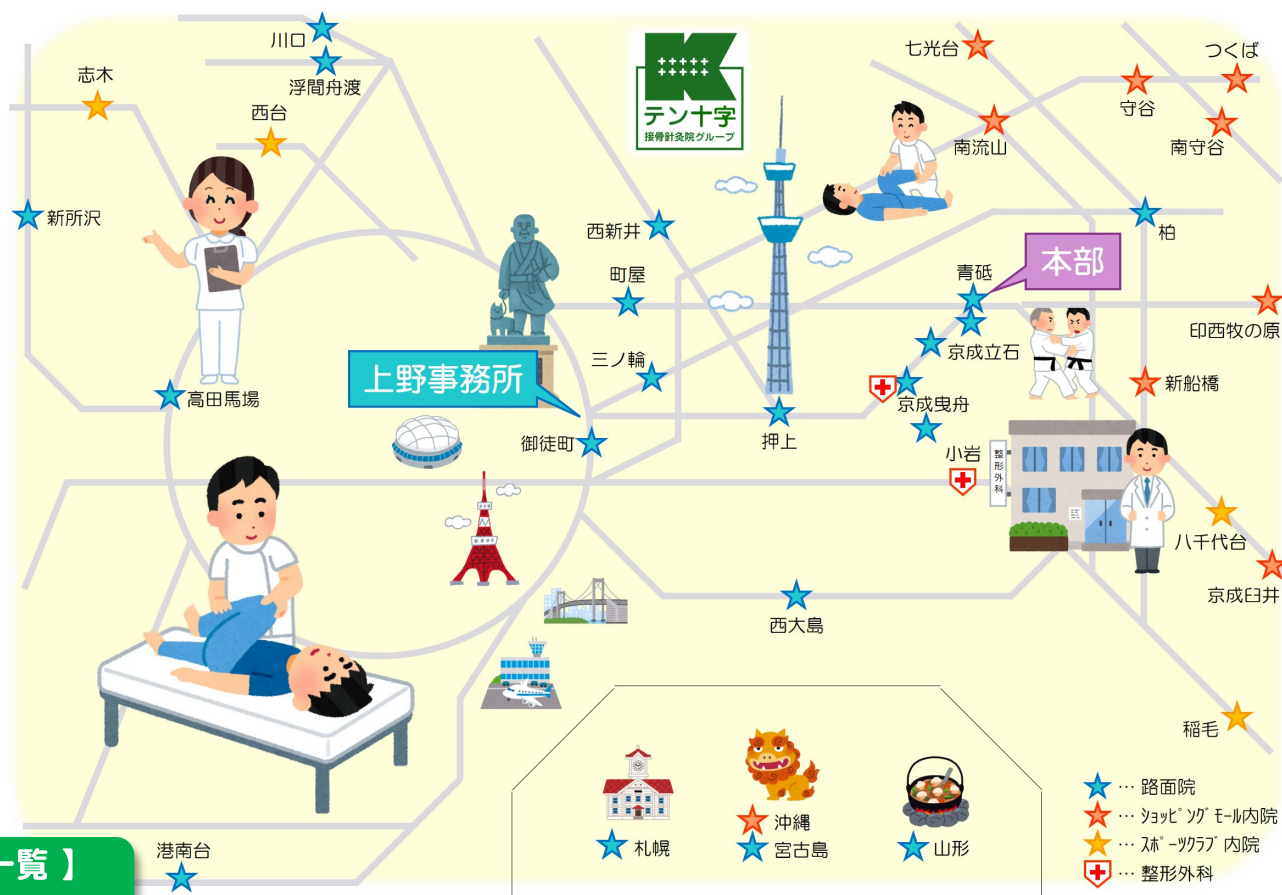 川口
浮間舟渡
志木
西台
新所沢
高田馬場
テン十字
接骨針灸院グループ
七光台
つくば
守谷
南流山
南守谷
西新井
柏
町屋
青砥
本部
印西牧の原
京成立石
三ノ輪
上野事務所
新船橋
京成曳舟
御徒町
押上
小岩
整形外科
八千代台
京成臼井
西大島
稲毛
札幌
沖縄
宮古島
山形
… 路面院
… ショッピングモール内院
… スポーツクラブ内院
… 整形外科
一覧 】
港南台